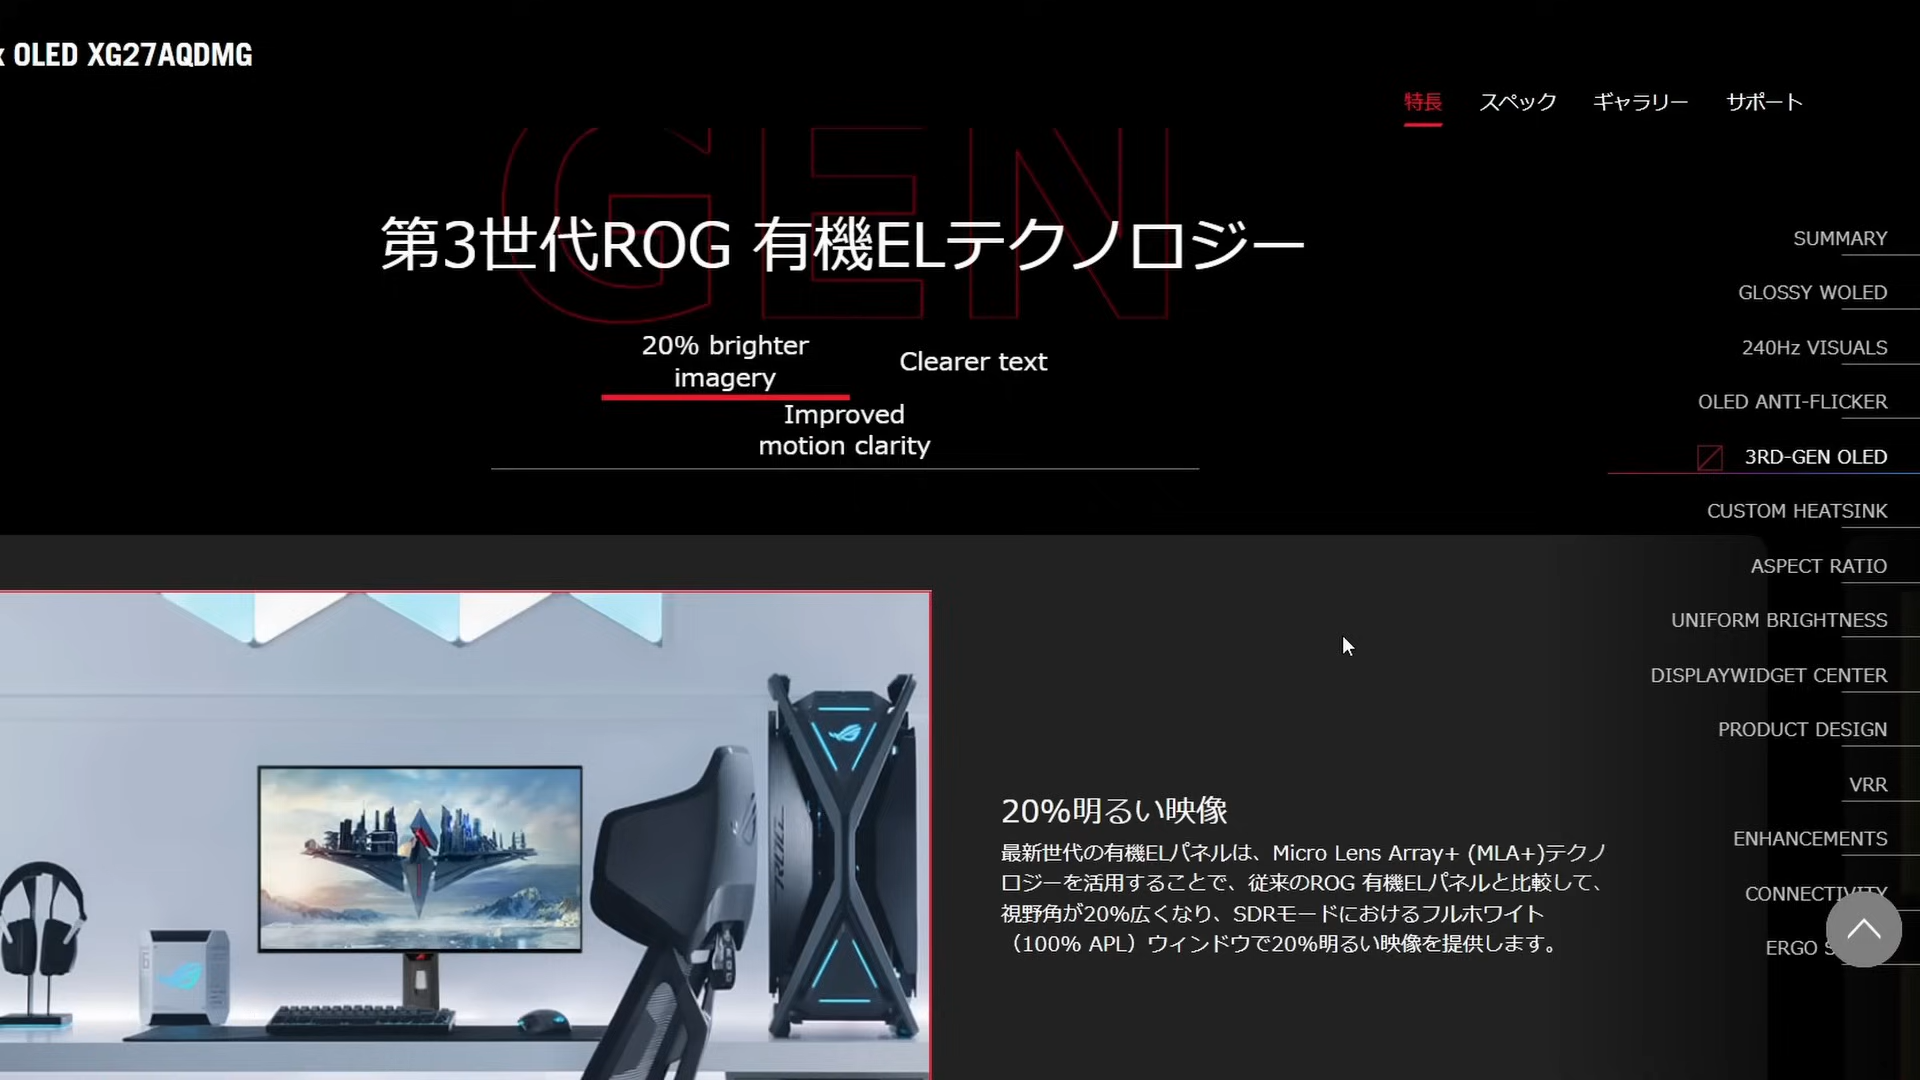 OLED XG27AQDMG
特長 スペック ギャラリー サポート
GEN
第3世代ROG 有機ELテクノロジー
20% brighter
imagery
Clearer text
Improved
motion clarity
SUMMARY
GLOSSY WOLED
240Hz VISUALS
OLED ANTI-FLICKER
3RD-GEN OLED
CUSTOM HEATSINK
ASPECT RATIO
UNIFORM BRIGHTNESS
DISPLAYWIDGET CENTER
PRODUCT DESIGN
VRR
ENHANCEMENTS
CONNECTIVITY
ERGO S
20%明るい映像
最新世代の有機ELパネルは、Micro Lens Array+ (MLA+)テクノ
ロジーを活用することで、従来のROG 有機ELパネルと比較して、
視野角が20%広くなり、SDRモードにおけるフルホワイト
（100% APL）ウィンドウで20%明るい映像を提供します。